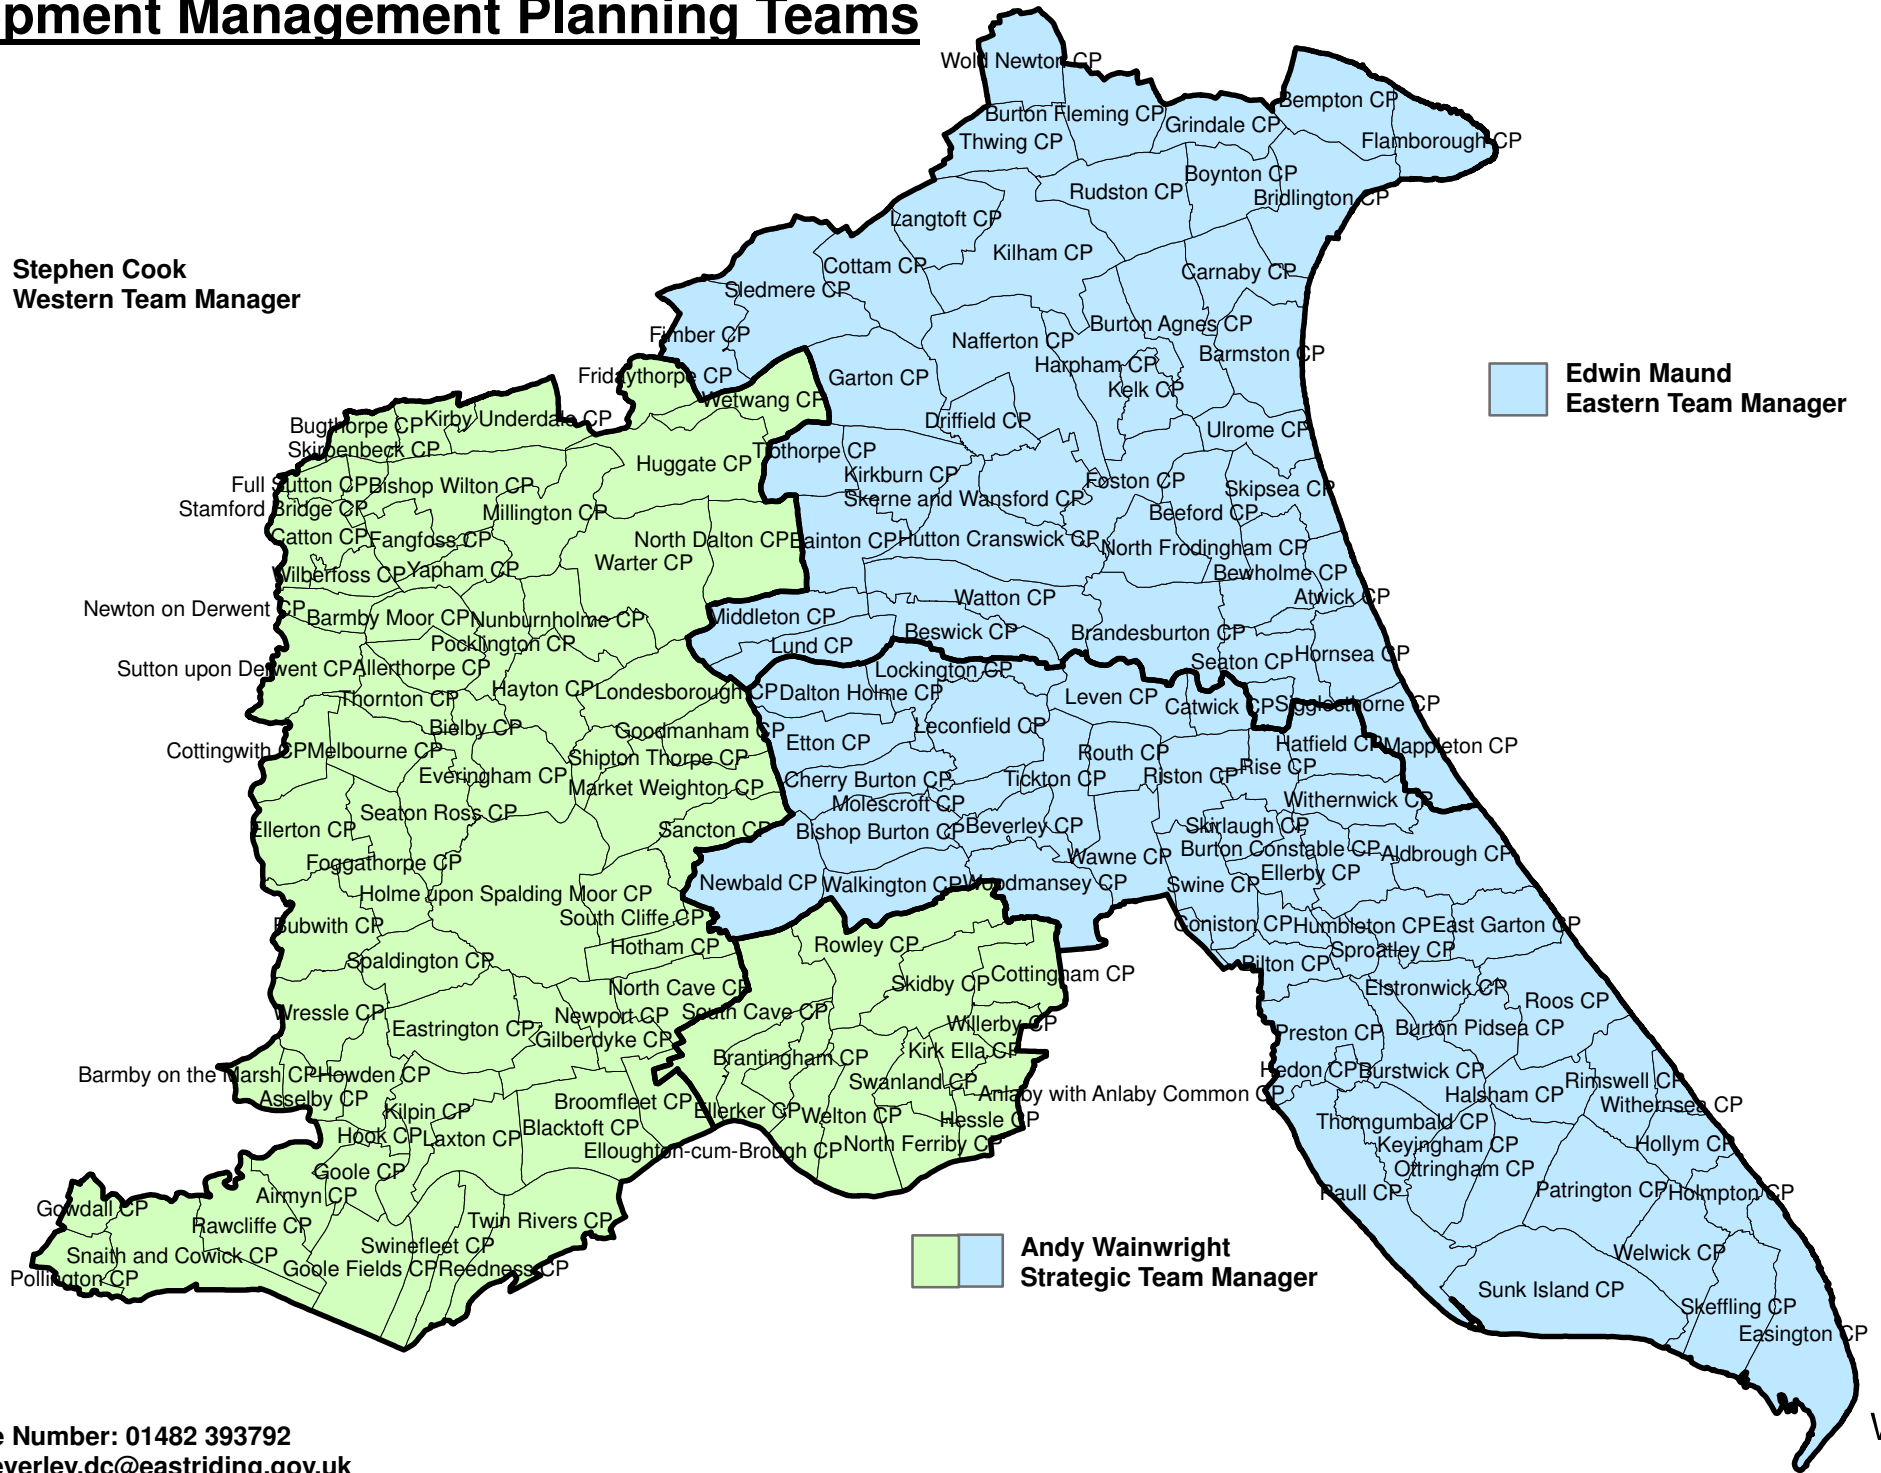 pment Management Planning Teams
Wold Newton CP
Bempton CP
Burton Fleming CP
Grindale CP
Thwing CP
Flamborough CP
Boynton CP
Rudston CP
Bridlington CP
Langtoft CP
Kilham CP
Cottam CP
Carnaby CP
Sledmere CP
Stephen Cook
Western Team Manager
Burton Agnes CP
Fimber CP
Nafferton CP
Barmston CP
Harpham CP
Fridaythorpe CP
Garton CP
Kelk CP
Wetwang CP
Edwin Maund
Eastern Team Manager
Kirby Underdale CP
Bugthorpe CP
Driffield CP
Ulrome CP
Skirpenbeck CP
Tibthorpe CP
Huggate CP
Kirkburn CP
Foston CP
Full Sutton CP
Bishop Wilton CP
Skipsea CP
Skerne and Wansford CP
Stamford Bridge CP
Millington CP
Beeford CP
Catton CP
Fangfoss CP
North Dalton CP
Bainton CP
Hutton Cranswick CP
North Frodingham CP
Warter CP
Wilberfoss CP
Yapham CP
Bewholme CP
Watton CP
Atwick CP
Newton on Derwent CP
Barmby Moor CP
Nunburnholme CP
Middleton CP
Beswick CP
Brandesburton CP
Pocklington CP
Lund CP
Hornsea CP
Seaton CP
Sutton upon Derwent CP
Allerthorpe CP
Lockington CP
Hayton CP
Londesborough CP
Dalton Holme CP
Leven CP
Thornton CP
Catwick CP
Sigglesthorne CP
Bielby CP
Goodmanham CP
Leconfield CP
Etton CP
Hatfield CP
Mappleton CP
Cottingwith CP
Melbourne CP
Shipton Thorpe CP
Routh CP
Rise CP
Everingham CP
Cherry Burton CP
Tickton CP
Riston CP
Market Weighton CP
Withernwick CP
Molescroft CP
Seaton Ross CP
Ellerton CP
Sancton CP
Bishop Burton CP
Beverley CP
Skirlaugh CP
Burton Constable CP
Aldbrough CP
Foggathorpe CP
Wawne CP
Ellerby CP
Holme upon Spalding Moor CP
Newbald CP
Walkington CP
Woodmansey CP
Swine CP
South Cliffe CP
Bubwith CP
Coniston CP
Humbleton CP
East Garton CP
Hotham CP
Rowley CP
Sproatley CP
Spaldington CP
Bilton CP
Cottingham CP
North Cave CP
Skidby CP
Elstronwick CP
Roos CP
Wressle CP
Newport CP
South Cave CP
Willerby CP
Eastrington CP
Gilberdyke CP
Preston CP
Burton Pidsea CP
Brantingham CP
Kirk Ella CP
Hedon CP
Burstwick CP
Barmby on the Marsh CP
Howden CP
Swanland CP
Rimswell CP
Anlaby with Anlaby Common CP
Halsham CP
Asselby CP
Broomfleet CP
Withernsea CP
Kilpin CP
Ellerker CP
Welton CP
Hessle CP
Thorngumbald CP
Hook CP
Laxton CP
Blacktoft CP
Elloughton-cum-Brough CP
North Ferriby CP
Keyingham CP
Hollym CP
Goole CP
Ottringham CP
Airmyn CP
Paull CP
Patrington CP
Holmpton CP
Gowdall CP
Rawcliffe CP
Twin Rivers CP
Swinefleet CP
Snaith and Cowick CP
Goole Fields CP
Reedness CP
Pollington CP
Andy Wainwright
Strategic Team Manager
Welwick CP
Sunk Island CP
Skeffling CP
Easington CP
e Number: 01482 393792
everley.dc@eastriding.gov.uk